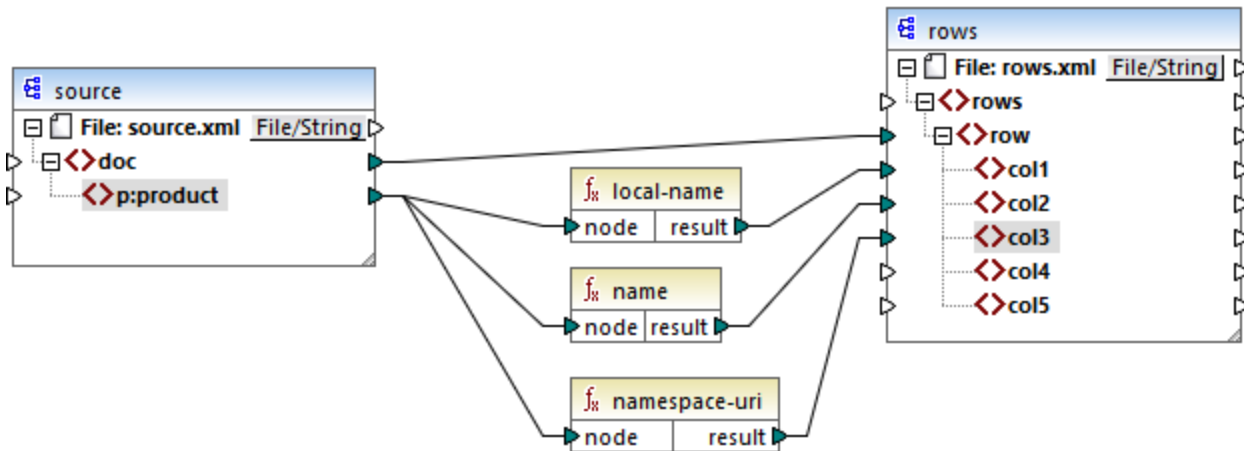 source
File: source.xml File/String
doc
p:product
local-name
node result
name
node result
namespace-uri
node result
rows
File: rows.xml File/String
rows
row
col1
col2
col3
col4
col5